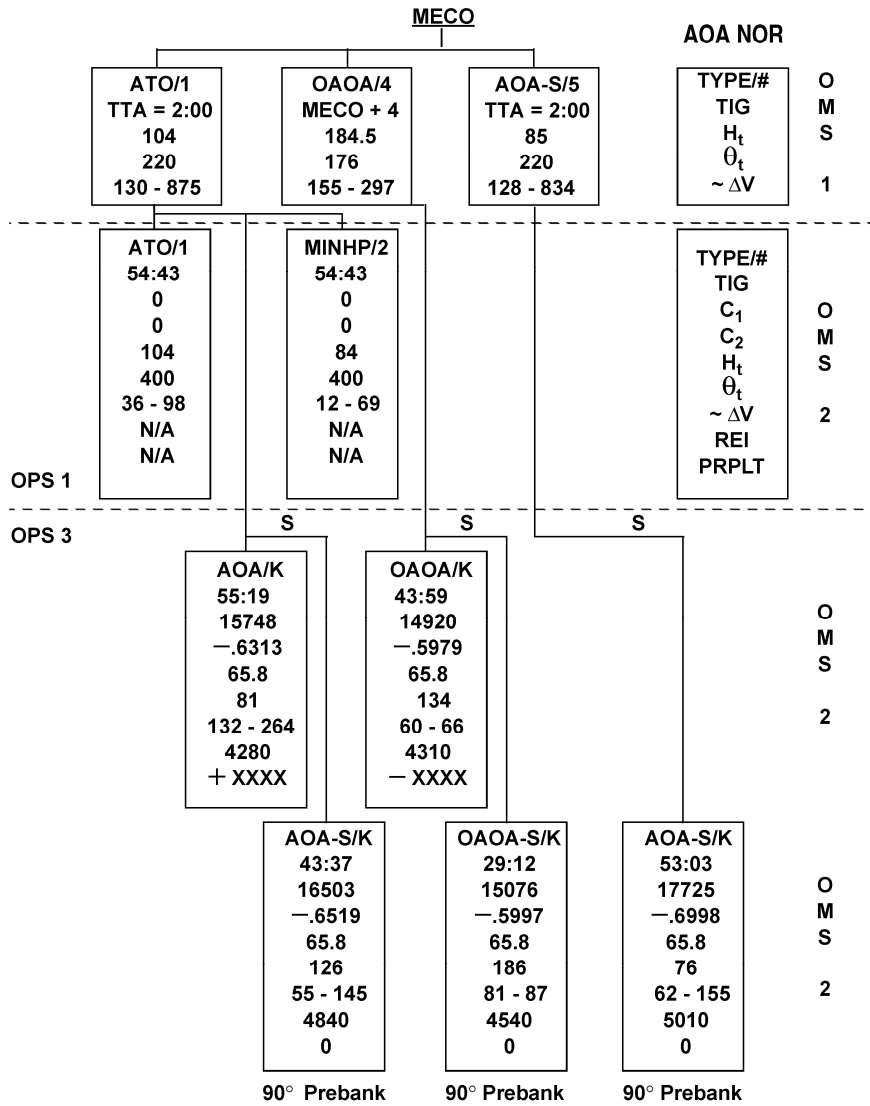 MECO
AOA NOR
ATO/1
TTA = 2:00
104
220
130 - 875
OAOA/4
MECO + 4
184.5
176
155 - 297
AOA-S/5
TTA = 2:00
85
220
128 - 834
TYPE/#
TIG
Hₜ
θₜ
~ ΔV
O
M
S
1
ATO/1
54:43
0
0
104
400
36 - 98
N/A
N/A
MINHP/2
54:43
0
0
84
400
12 - 69
N/A
N/A
TYPE/#
TIG
C₁
C₂
Hₜ
θₜ
~ ΔV
REI
PRPLT
O
M
S
2
OPS 1
OPS 3
S
S
S
AOA/K
55:19
15748
—.6313
65.8
81
132 - 264
4280
+ XXXX
OAOA/K
43:59
14920
—.5979
65.8
134
60 - 66
4310
— XXXX
O
M
S
2
AOA-S/K
43:37
16503
—.6519
65.8
126
55 - 145
4840
0
90° Prebank
OAOA-S/K
29:12
15076
—.5997
65.8
186
81 - 87
4540
0
90° Prebank
AOA-S/K
53:03
17725
—.6998
65.8
76
62 - 155
5010
0
90° Prebank
O
M
S
2